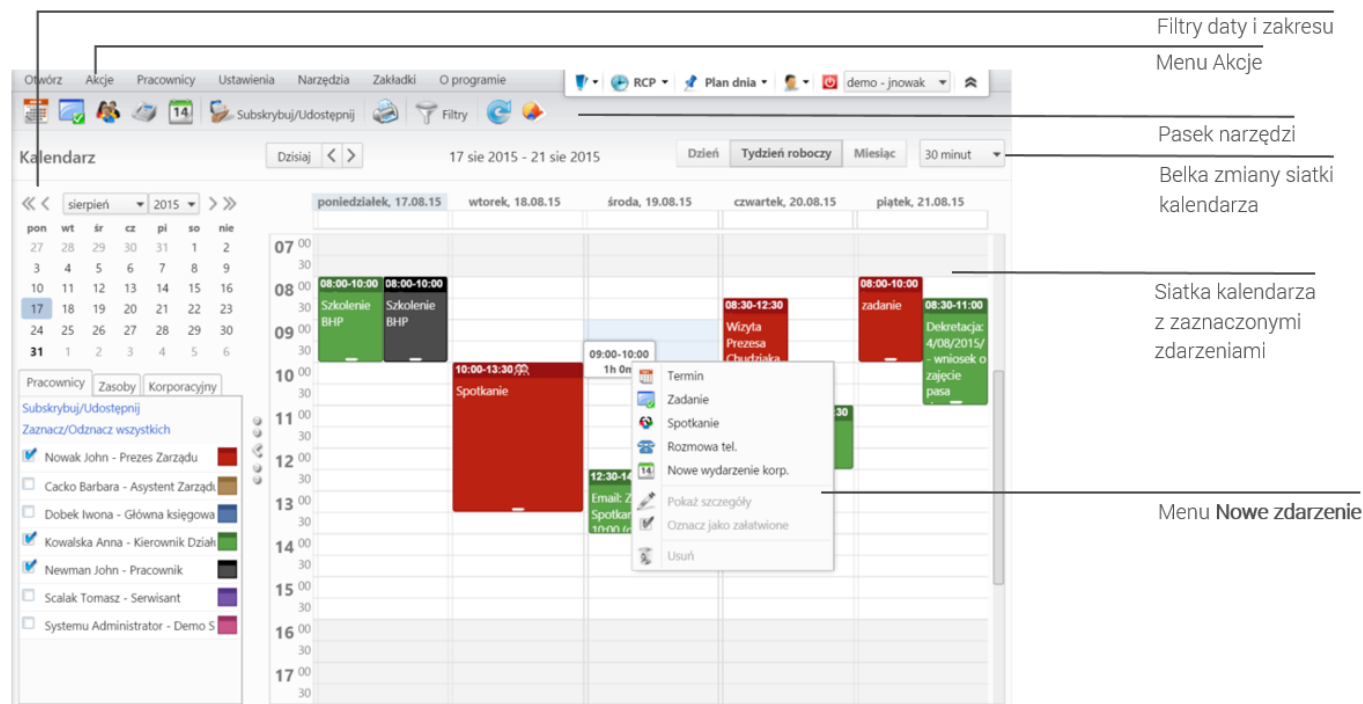 Filtry daty i zakresu
Menu Akcje
Otwórz Akcje Pracownicy Ustawienia Narzędzia Zakładki O programie
RCP Plan dnia demo - jnowak
14 Subskrybuj/Udostępnij Filtry
Pasek narzędzi
Kalendarz
Dzisiaj 17 sie 2015 - 21 sie 2015 Dzień Tydzień roboczy Miesiąc 30 minut
Belka zmiany siatki
kalendarza
sierpień 2015
pon wt śr cz pi so nie
27 28 29 30 31 1 2
3 4 5 6 7 8 9
10 11 12 13 14 15 16
17 18 19 20 21 22 23
24 25 26 27 28 29 30
31 1 2 3 4 5 6
poniedziałek, 17.08.15 wtorek, 18.08.15 środa, 19.08.15 czwartek, 20.08.15 piątek, 21.08.15
07 00
30
08 00
30
09 00
30
10 00
30
11 00
30
12 00
30
13 00
30
14 00
30
15 00
30
16 00
30
17 00
30
08:00-10:00
Szkolenie
BHP
08:00-10:00
Szkolenie
BHP
10:00-13:30
Spotkanie
09:00-10:00
1h 0m
12:30-14
Email: Z
Spotkan
10:00 (c
08:30-12:30
Wizyta
Prezesa
Chudziaka
30
08:00-10:00
zadanie
08:30-11:00
Dekretacja:
4/08/2015/
- wniosek o
zajęcie
pasa
Siatka kalendarza
z zaznaczonymi
zdarzeniami
Termin
Zadanie
Spotkanie
Rozmowa tel.
14 Nowe wydarzenie korp.
Pokaż szczegóły
Oznacz jako załatwione
Usuń
Menu Nowe zdarzenie
Pracownicy Zasoby Korporacyjny
Subskrybuj/Udostępnij
Zaznacz/Odznacz wszystkich
Nowak John - Prezes Zarządu
Cacko Barbara - Asystent Zarządu
Dobek Iwona - Główna księgowa
Kowalska Anna - Kierownik Dział
Newman John - Pracownik
Scalak Tomasz - Serwisant
Systemu Administrator - Demo S